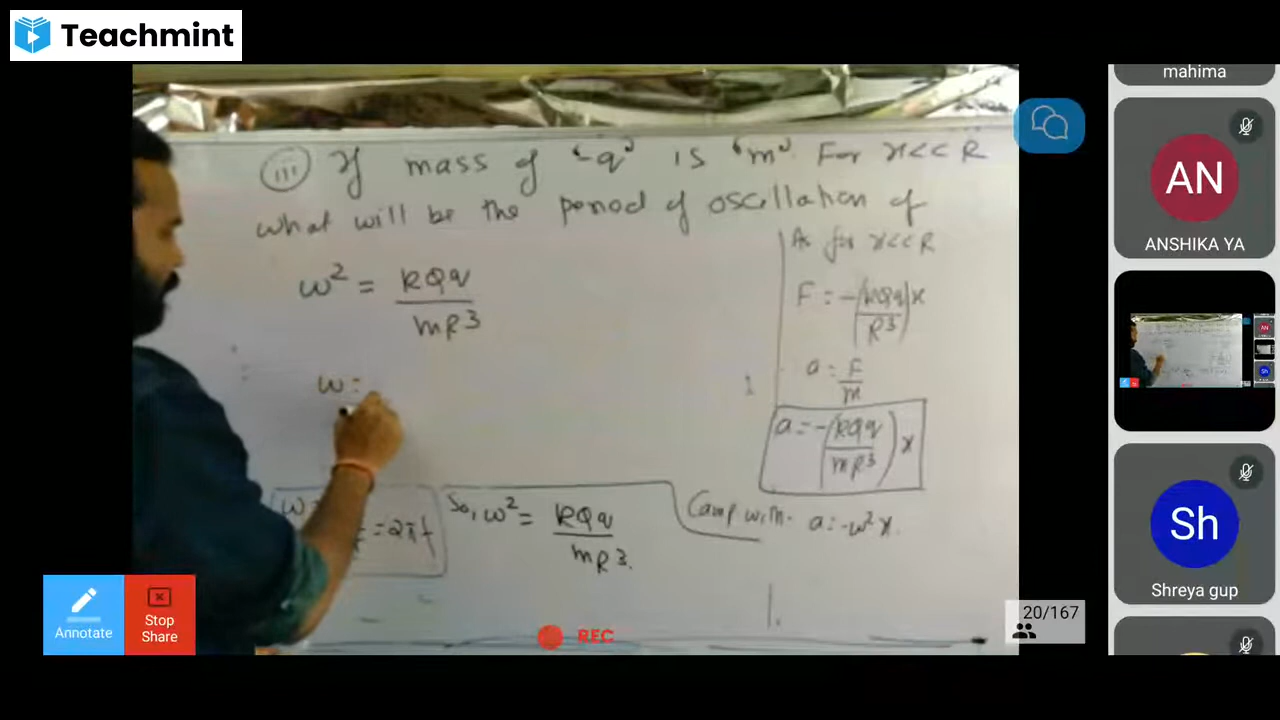 Teachmint
(iii) If mass of '-q' is 'm'. For x<<R
what will be the period of oscillation of
As for x<<R
ω² = KQq/mR³
F = -(KQq/R³)x
a = F/m
ω =
a = -(KQq/mR³)x
ω =
= 2πf
So, ω² = KQq/mR³.
Comp with. a = -ω²x.
mahima
AN
ANSHIKA YA
Sh
Shreya gup
Annotate
Stop
Share
REC
20/167